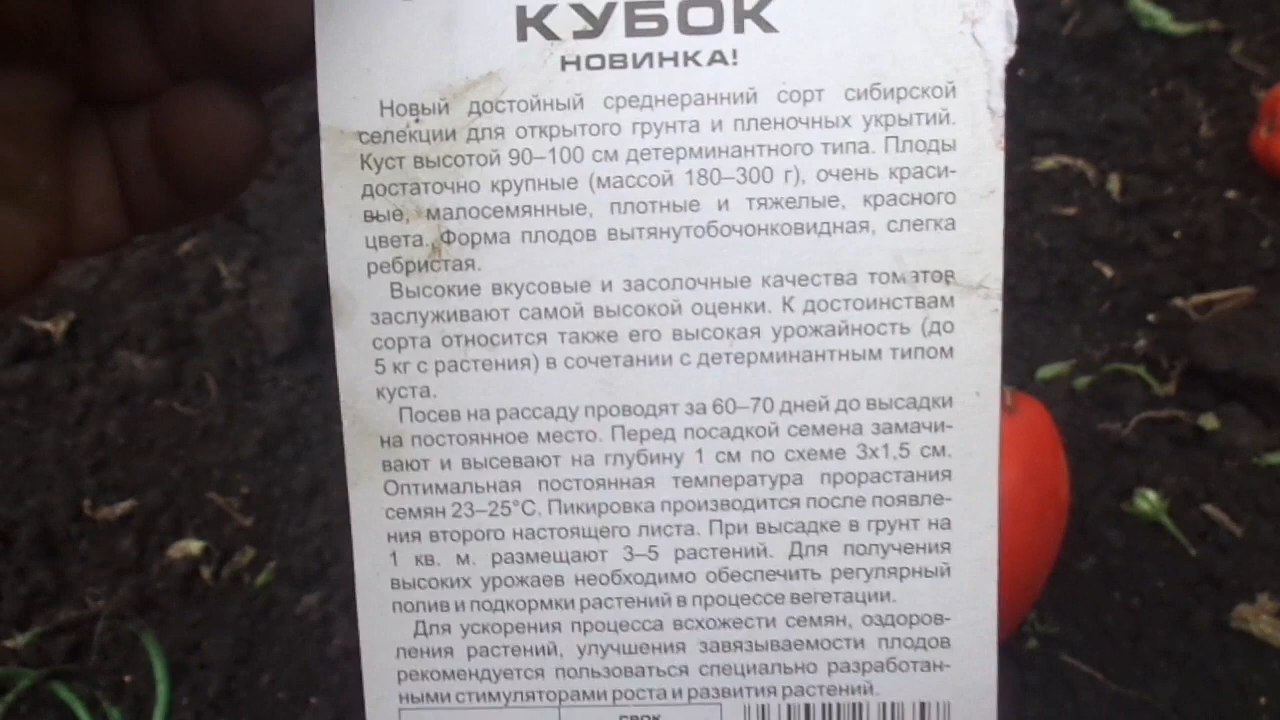 КУБОК
НОВИНКА!
Новый достойный среднеранний сорт сибирской
селекции для открытого грунта и пленочных укрытий.
Куст высотой 90–100 см детерминантного типа. Плоды
достаточно крупные (массой 180–300 г), очень краси-
вые, малосемянные, плотные и тяжелые, красного
цвета. Форма плодов вытянутобочонковидная, слегка
ребристая.
Высокие вкусовые и засолочные качества томатов
заслуживают самой высокой оценки. К достоинствам
сорта относится также его высокая урожайность (до
5 кг с растения) в сочетании с детерминантным типом
куста.
Посев на рассаду проводят за 60–70 дней до высадки
на постоянное место. Перед посадкой семена замачи-
вают и высевают на глубину 1 см по схеме 3х1,5 см.
Оптимальная постоянная температура прорастания
семян 23–25°С. Пикировка производится после появле-
ния второго настоящего листа. При высадке в грунт на
1 кв. м. размещают 3–5 растений. Для получения
высоких урожаев необходимо обеспечить регулярный
полив и подкормки растений в процессе вегетации.
Для ускорения процесса всхожести семян, оздоров-
ления растений, улучшения завязываемости плодов
рекомендуется пользоваться специально разработан-
ными стимуляторами роста и развития растений.
СРОК